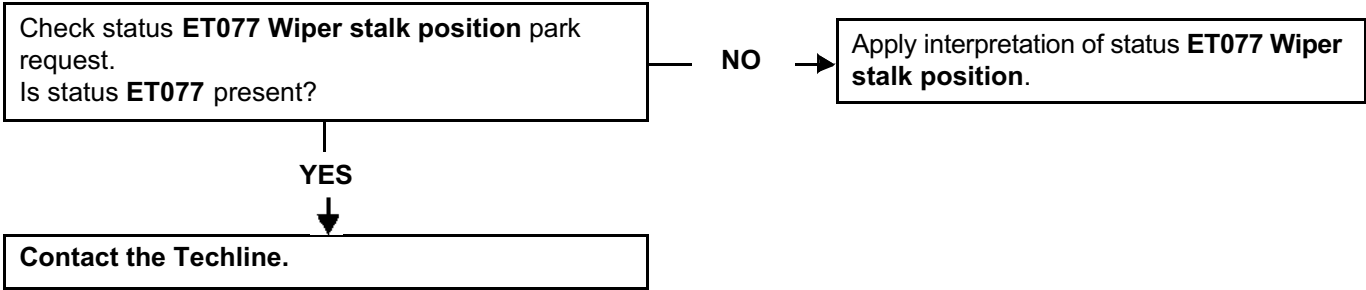 Check status ET077 Wiper stalk position park
request.
Is status ET077 present?
NO
Apply interpretation of status ET077 Wiper
stalk position.
YES
Contact the Techline.